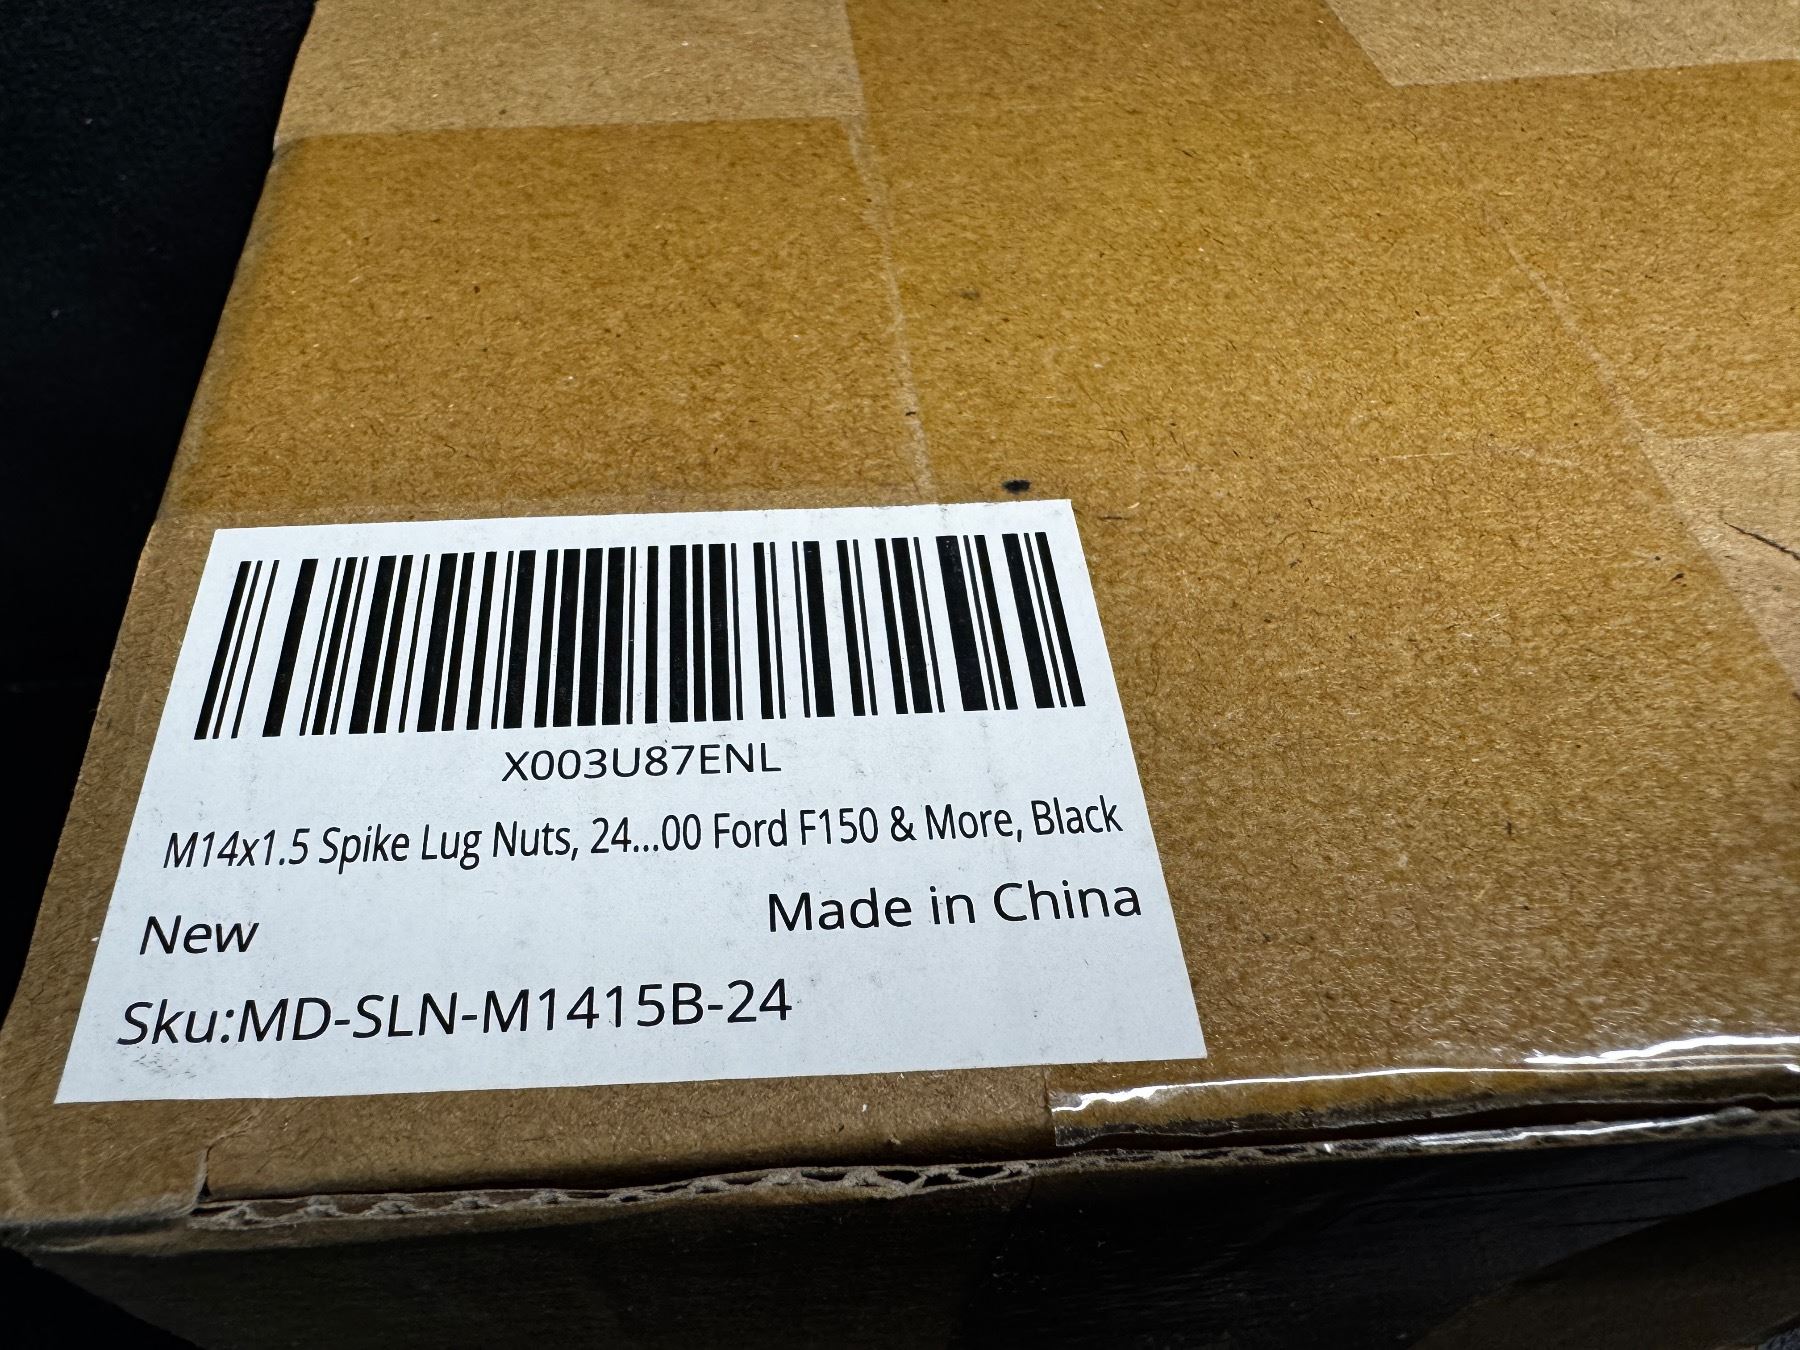 X003U87ENL
M14x1.5 Spike Lug Nuts, 24...00 Ford F150 & More, Black
New
Made in China
Sku:MD-SLN-M1415B-24